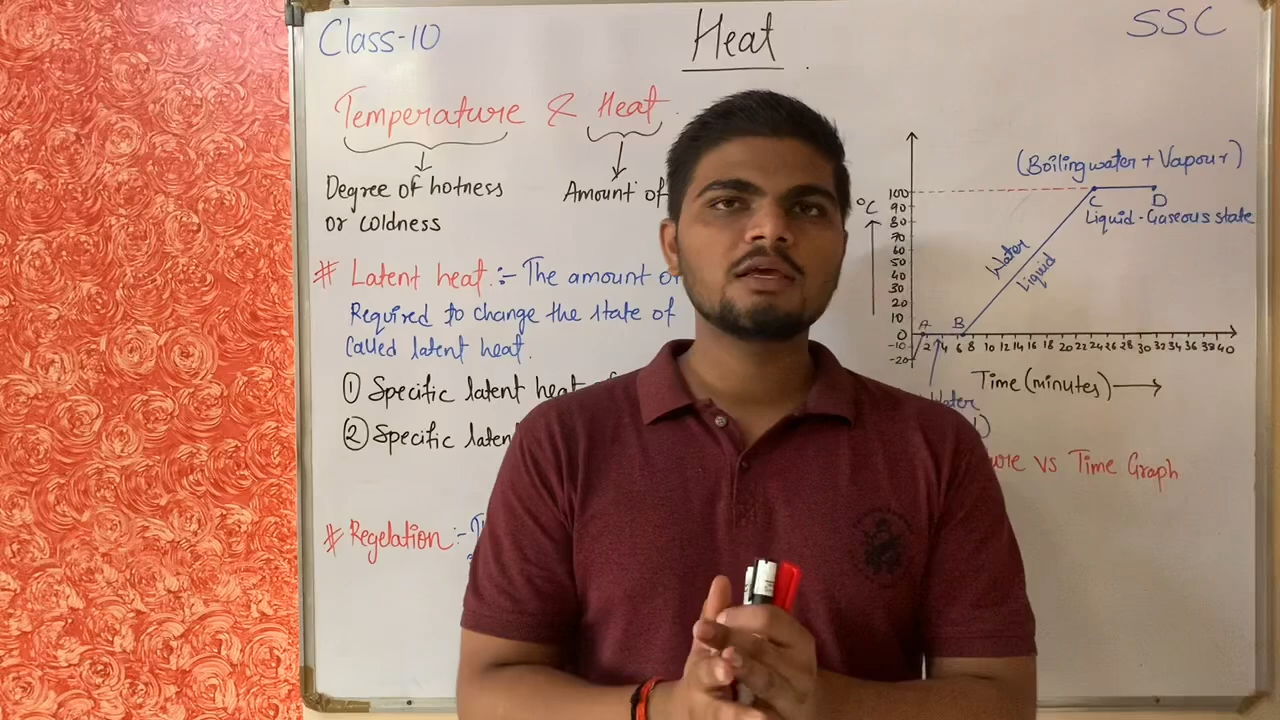 Class-10
Heat
SSC
Temperature & Heat
Degree of hotness
or coldness
Amount of
# Latent heat :- The amount of
Required to change the state of
called latent heat.
① Specific latent heat of
② Specific laten
# Regelation :-
°C
100
90
80
70
60
50
40
30
20
10
0
-10
-20
(Boiling water + Vapour)
C D
Liquid-Gaseous state
Water
Liquid
A B
2 4 6 8 10 12 14 16 18 20 22 24 26 28 30 32 34 36 38 40
Time (minutes)
Water
vs Time Graph